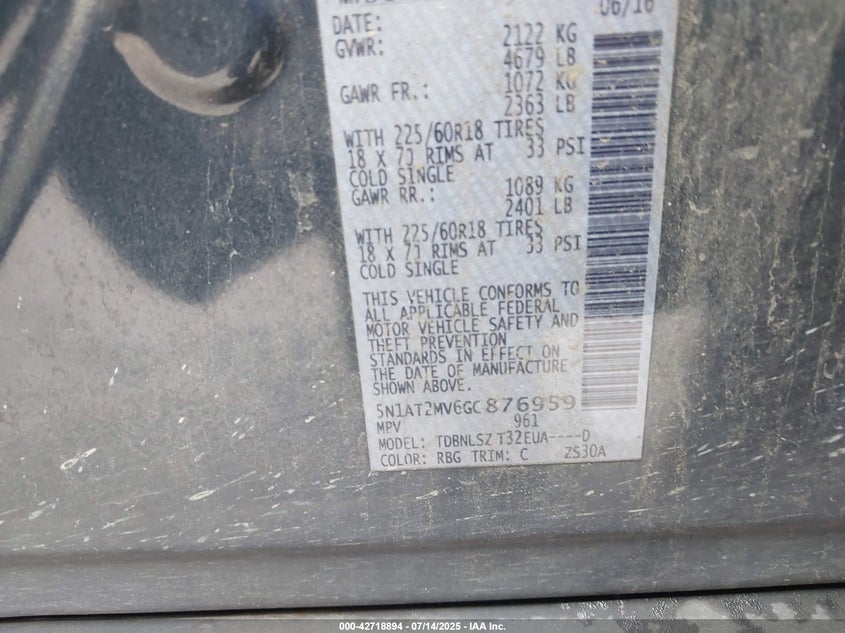 06/16
DATE:
GVWR: 2122 KG
4679 LB
GAWR FR.: 1072 KG
2363 LB
WITH 225/60R18 TIRES
18 X 7J RIMS AT 33 PSI
COLD SINGLE
GAWR RR.: 1089 KG
2401 LB
WITH 225/60R18 TIRES
18 X 7J RIMS AT 33 PSI
COLD SINGLE
THIS VEHICLE CONFORMS TO
ALL APPLICABLE FEDERAL
MOTOR VEHICLE SAFETY AND
THEFT PREVENTION
STANDARDS IN EFFECT ON
THE DATE OF MANUFACTURE
SHOWN ABOVE.
5N1AT2MV6GC876959
MPV 961
MODEL: TDBNLSZ T32EUA----D
COLOR: RBG TRIM: C ZS30A
000-42718894 - 07/14/2025 - IAA Inc.